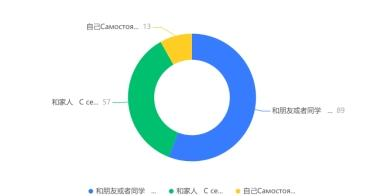 自己Самостоя... 13
和家人 C се... 57
和朋友或者同学 ... 89
和朋友或者同学 ... 和家人 C се... 自己Самостоя...